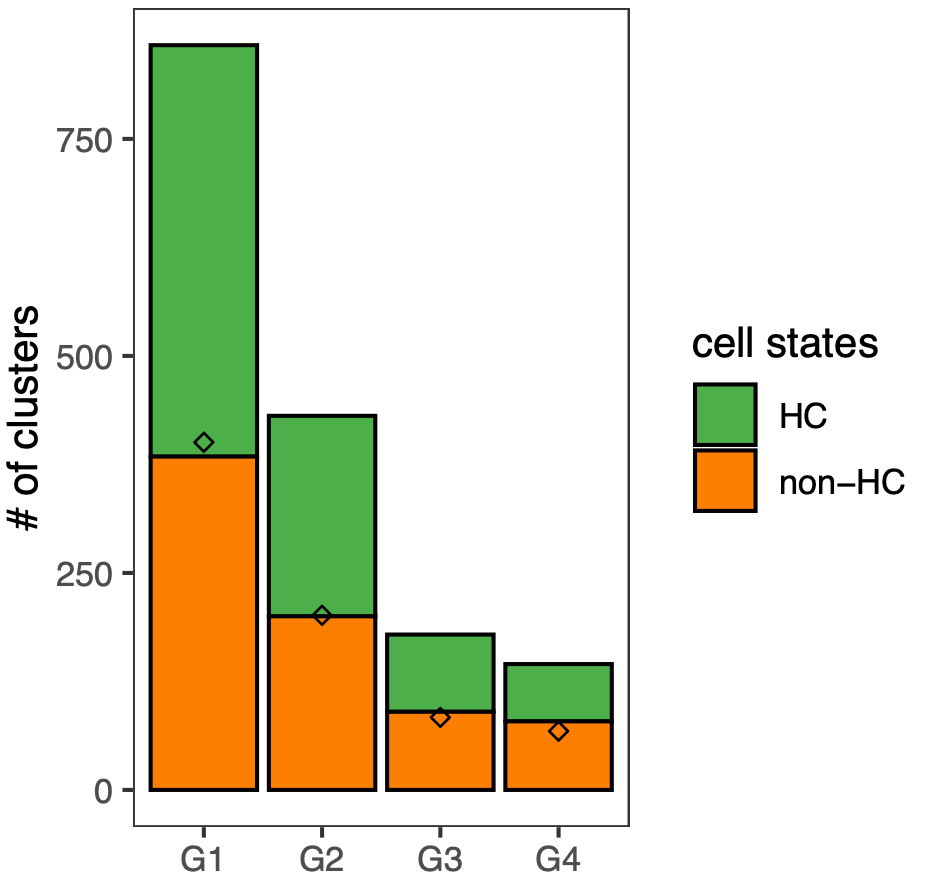 # of clusters
750
500
250
0
G1 G2 G3 G4
cell states
HC
non−HC